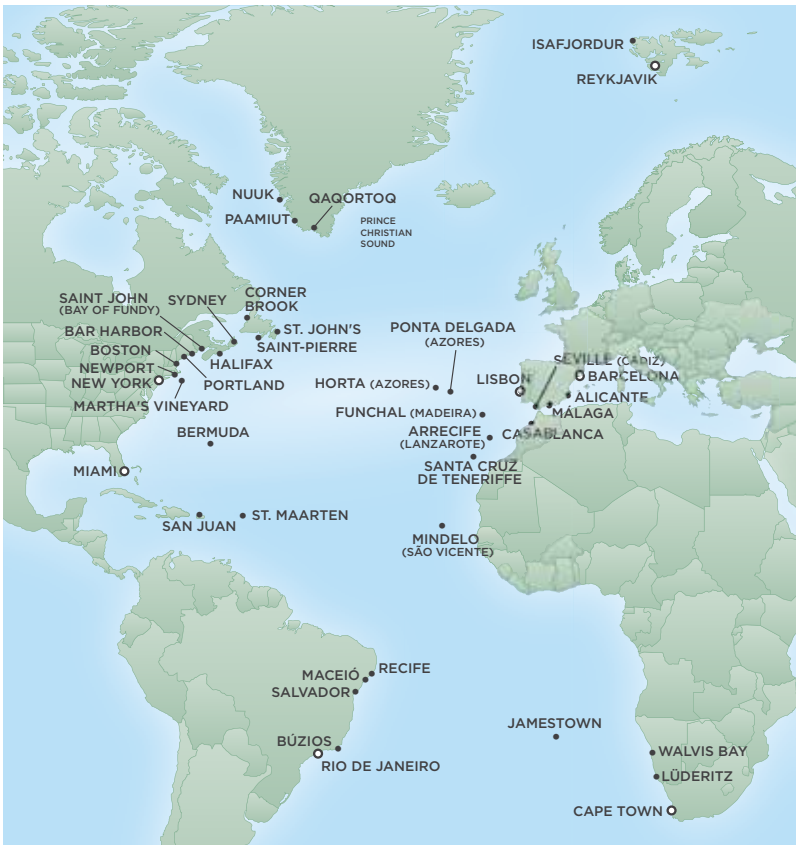 ISAFJORDUR
REYKJAVIK
NUUK
QAQORTOQ
PAAMIUT
PRINCE
CHRISTIAN
SOUND
CORNER
BROOK
SAINT JOHN
(BAY OF FUNDY)
SYDNEY
ST. JOHN'S
BAR HARBOR
SAINT-PIERRE
BOSTON
HALIFAX
NEWPORT
PORTLAND
NEW YORK
MARTHA'S VINEYARD
PONTA DELGADA
(AZORES)
SEVILLE (CADIZ)
LISBON
BARCELONA
HORTA (AZORES)
ALICANTE
FUNCHAL (MADEIRA)
MÁLAGA
BERMUDA
ARRECIFE
(LANZAROTE)
CASABLANCA
MIAMI
SANTA CRUZ
DE TENERIFFE
SAN JUAN
ST. MAARTEN
MINDELO
(SÃO VICENTE)
RECIFE
MACEIÓ
SALVADOR
JAMESTOWN
BÚZIOS
RIO DE JANEIRO
WALVIS BAY
LÜDERITZ
CAPE TOWN